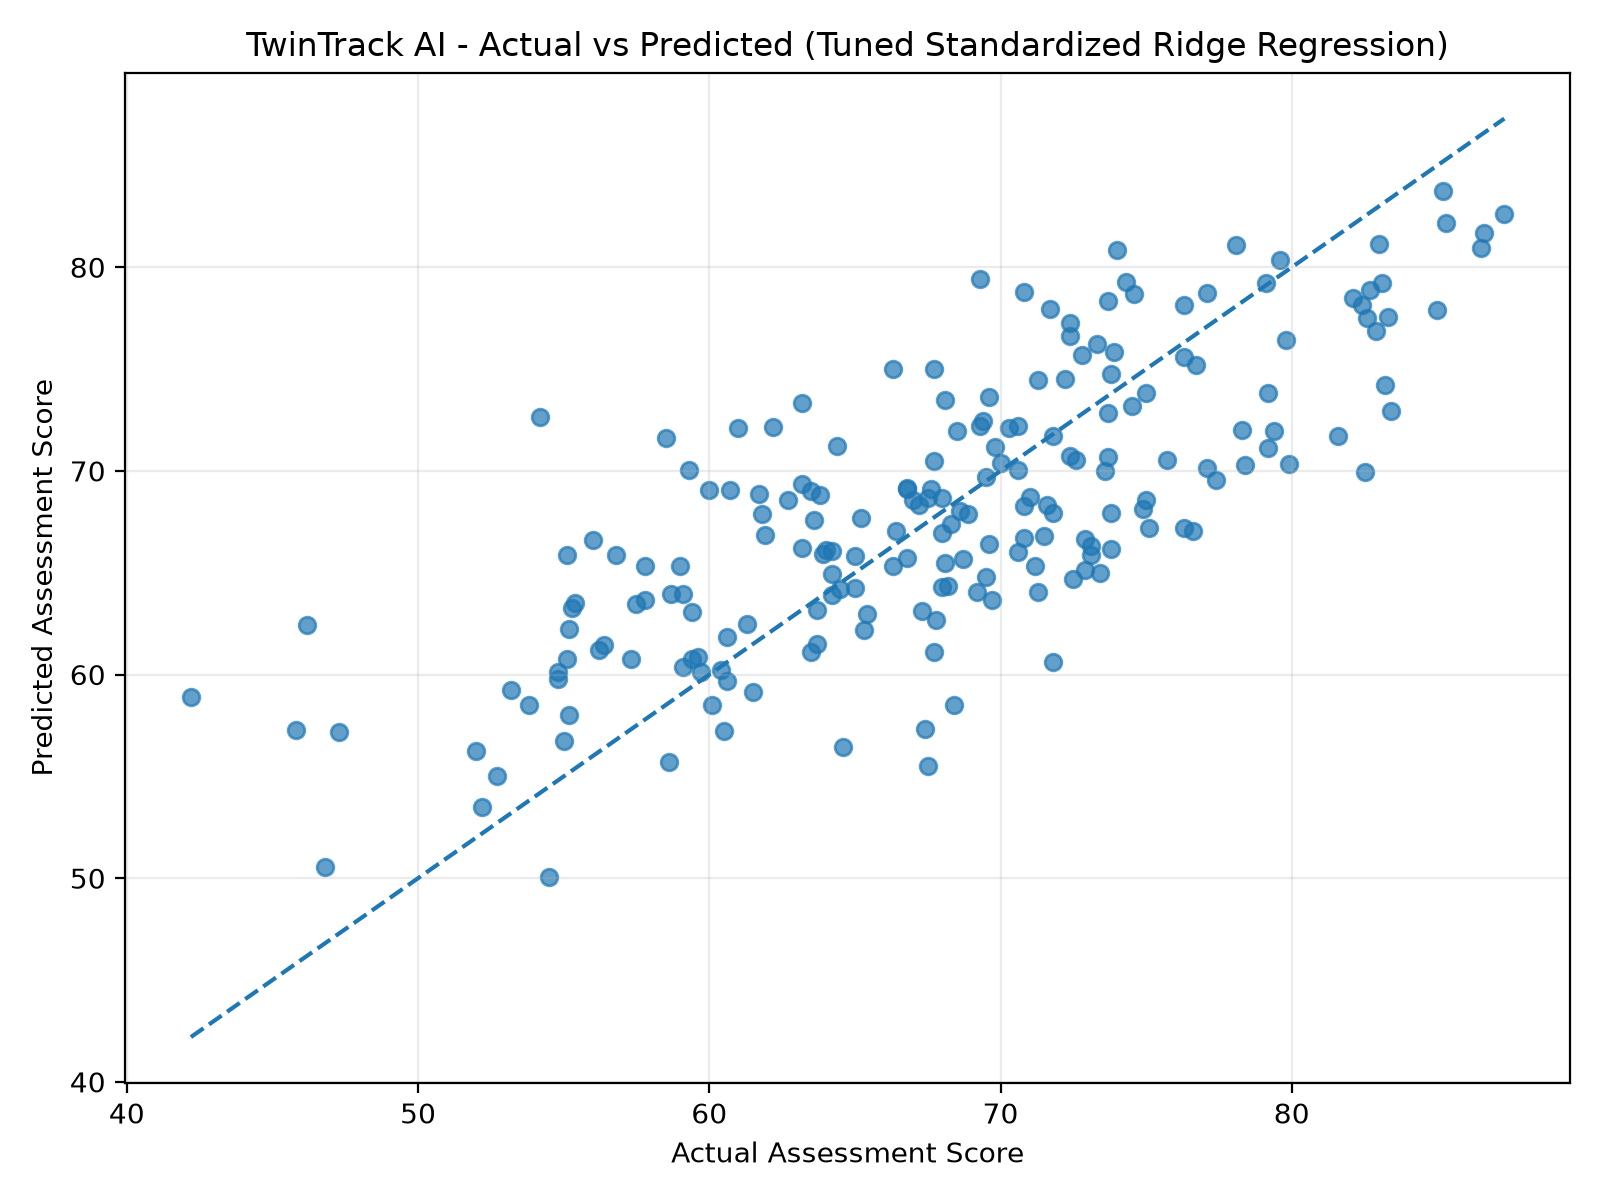 TwinTrack AI - Actual vs Predicted (Tuned Standardized Ridge Regression)
Predicted Assessment Score
80
70
60
50
40
40 50 60 70 80
Actual Assessment Score